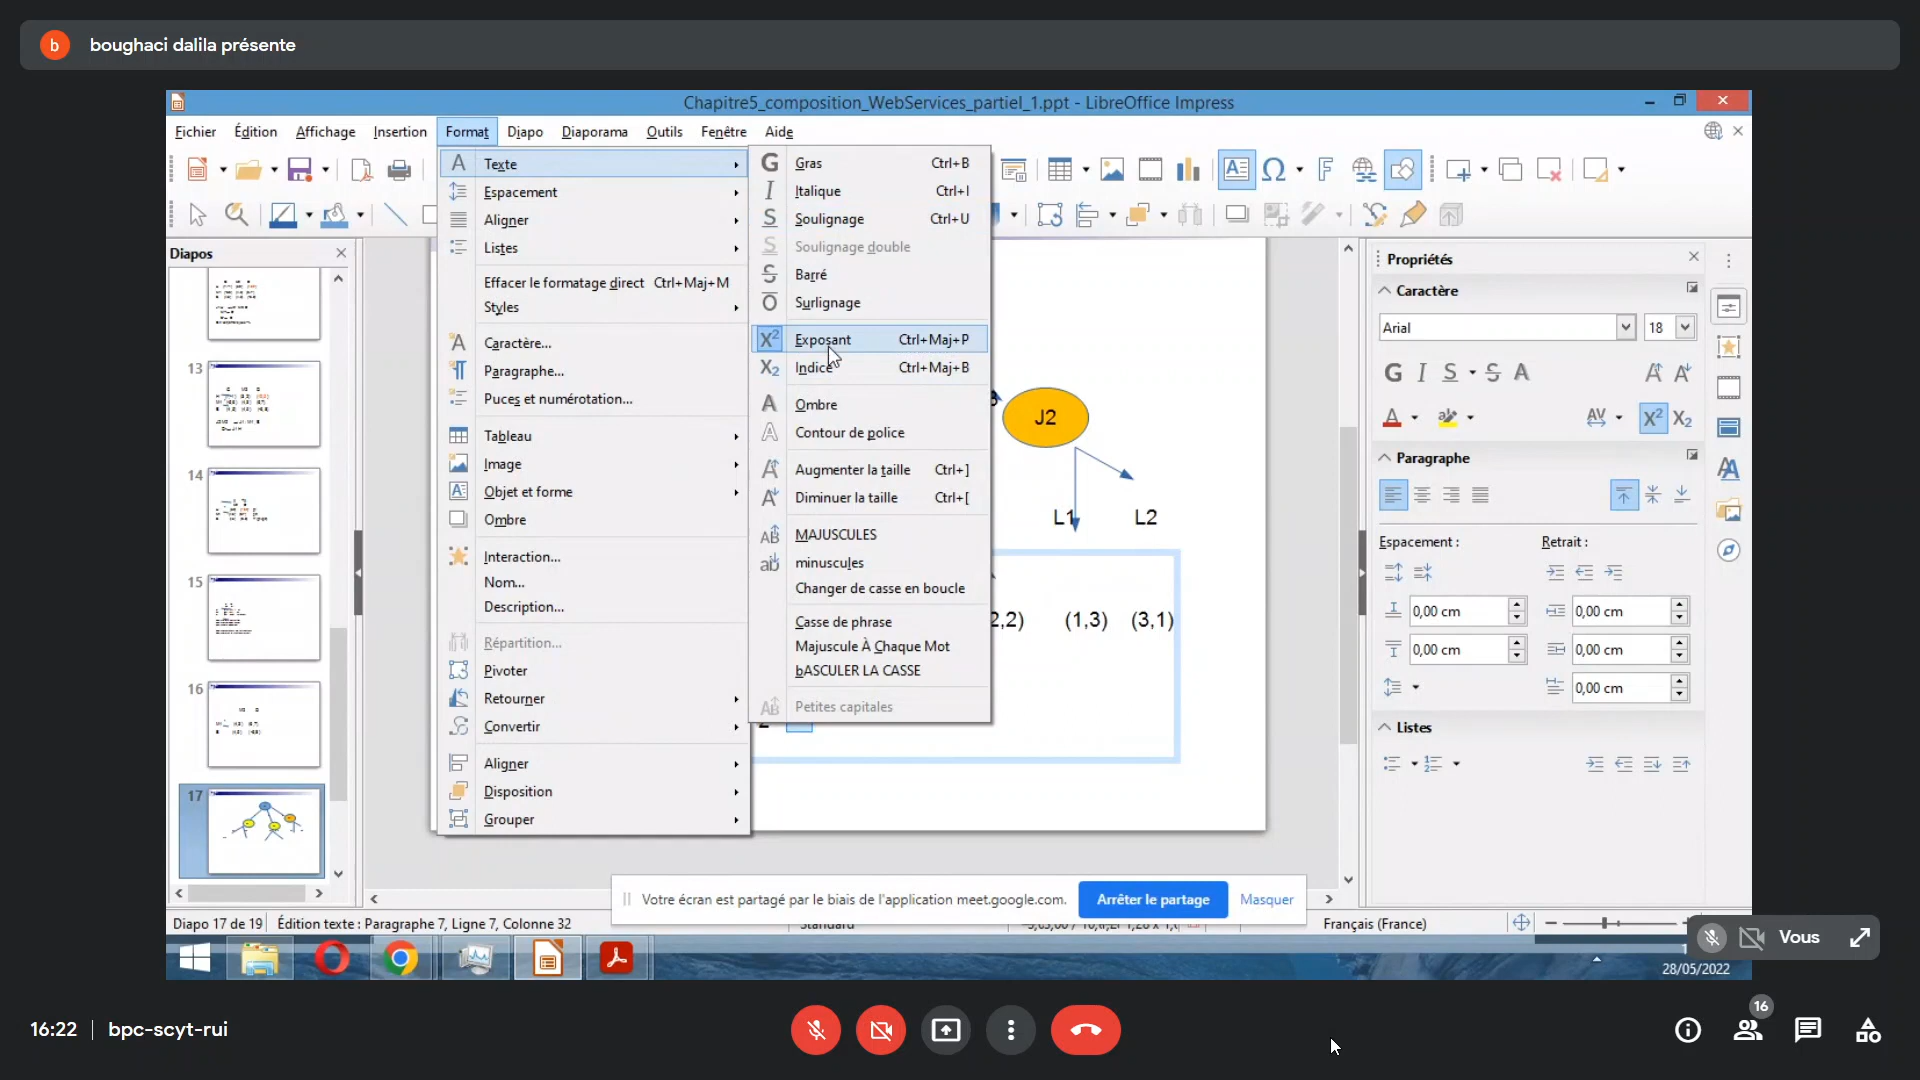 b boughaci dalila présente
Chapitre5_composition_WebServices_partiel_1.ppt - LibreOffice Impress
Fichier Édition Affichage Insertion Format Diapo Diaporama Outils Fenêtre Aide
Diapos
13
14
15
16
17
Texte
Espacement
Aligner
Listes
Effacer le formatage direct Ctrl+Maj+M
Styles
Caractère...
Paragraphe...
Puces et numérotation...
Tableau
Image
Objet et forme
Ombre
Interaction...
Nom...
Description...
Répartition...
Pivoter
Retourner
Convertir
Aligner
Disposition
Grouper
Gras Ctrl+B
Italique Ctrl+I
Soulignage Ctrl+U
Soulignage double
Barré
Surlignage
Exposant Ctrl+Maj+P
Indice Ctrl+Maj+B
Ombre
Contour de police
Augmenter la taille Ctrl+]
Diminuer la taille Ctrl+[
MAJUSCULES
minuscules
Changer de casse en boucle
Casse de phrase
Majuscule À Chaque Mot
bASCULER LA CASSE
Petites capitales
J2
L1 L2
2,2) (1,3) (3,1)
Propriétés
Caractère
Arial 18
Paragraphe
Espacement : Retrait :
0,00 cm 0,00 cm
0,00 cm 0,00 cm
0,00 cm
Listes
Votre écran est partagé par le biais de l'application meet.google.com. Arrêter le partage Masquer
Diapo 17 de 19 Édition texte : Paragraphe 7, Ligne 7, Colonne 32 Standard Français (France)
Vous
28/05/2022
16
16:22 bpc-scyt-rui